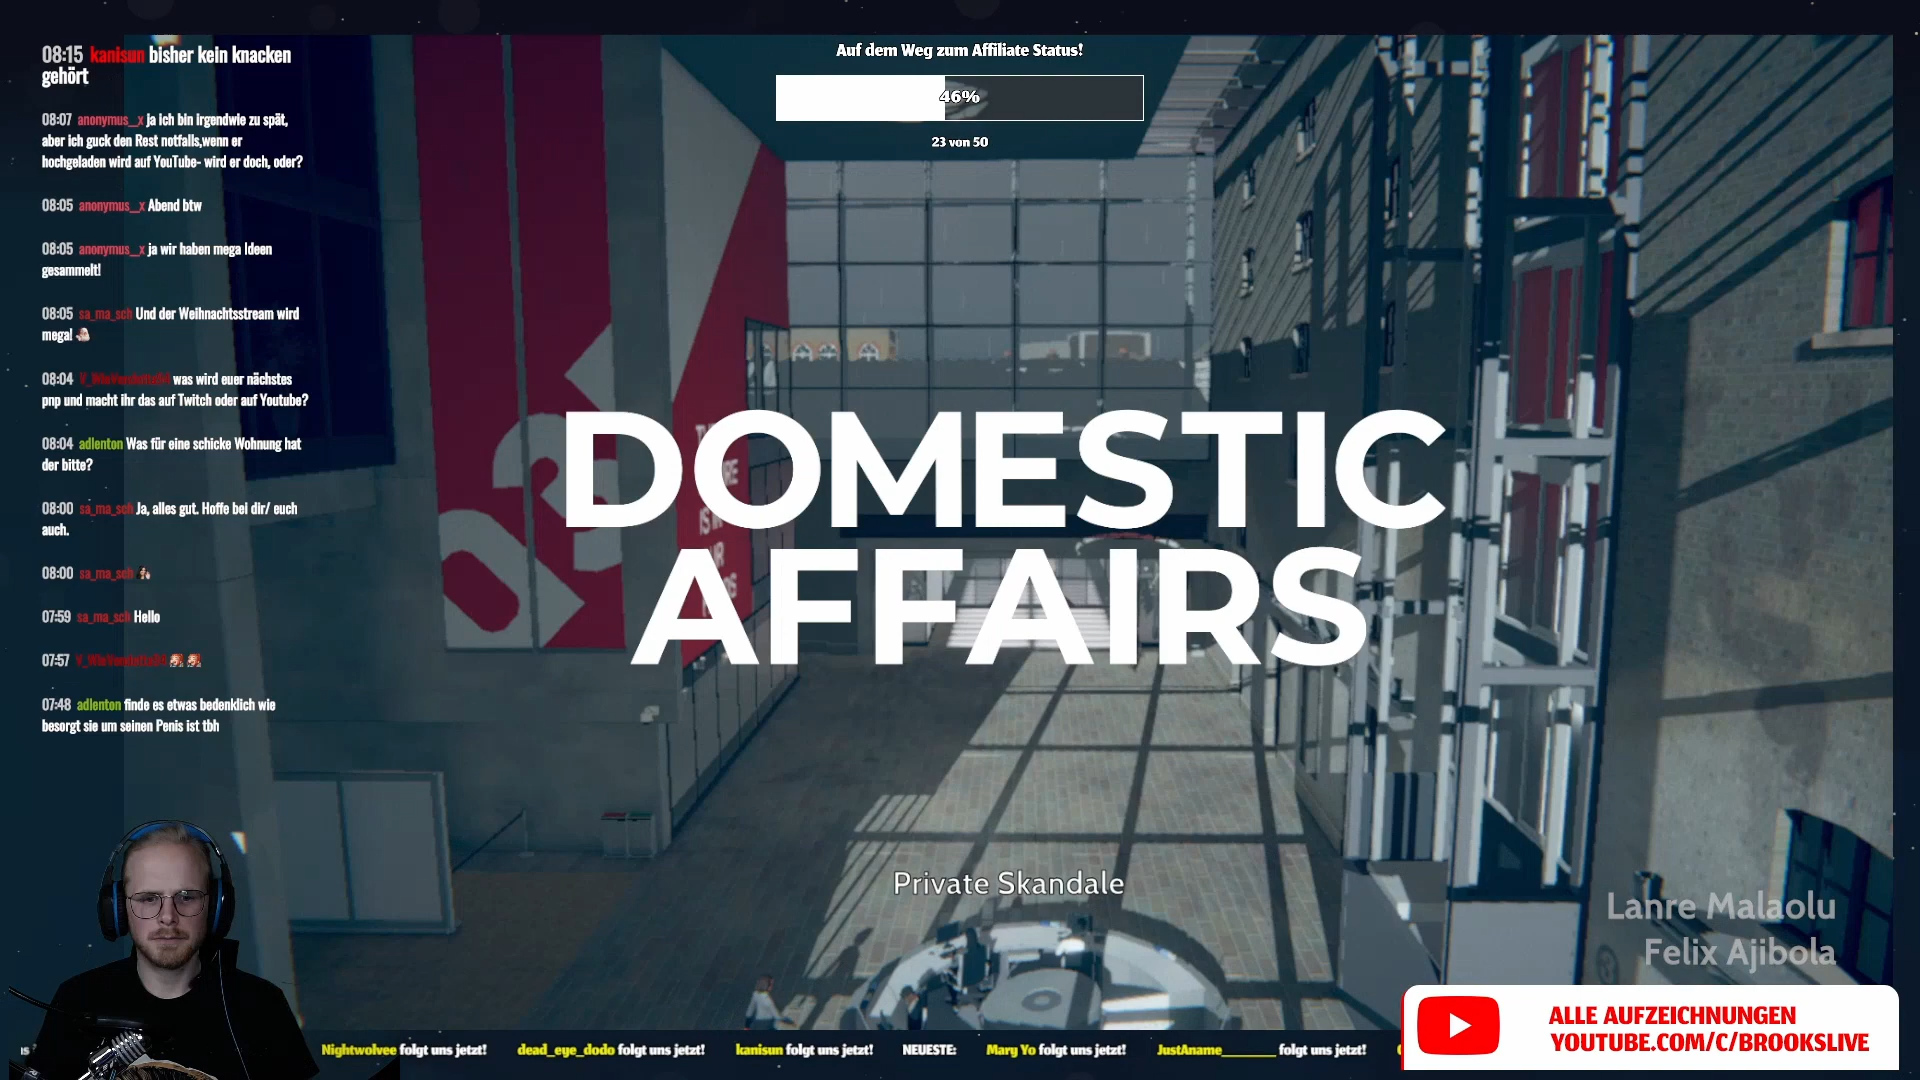 08:15 kanisun bisher kein knacken
gehört
08:07 anonymus__x ja ich bin irgendwie zu spät,
aber ich guck den Rest notfalls,wenn er
hochgeladen wird auf YouTube- wird er doch, oder?
08:05 anonymus__x Abend btw
08:05 anonymus__x ja wir haben mega Ideen
gesammelt!
08:05 sa_ma_sch Und der Weihnachtsstream wird
mega!
08:04 was wird euer nächstes
pnp und macht ihr das auf Twitch oder auf Youtube?
08:04 adlenton Was für eine schicke Wohnung hat
der bitte?
08:00 sa_ma_sch Ja, alles gut. Hoffe bei dir/ euch
auch.
08:00 sa_ma_sch
07:59 sa_ma_sch Hello
07:57
07:48 adlenton finde es etwas bedenklich wie
besorgt sie um seinen Penis ist tbh
Auf dem Weg zum Affiliate Status!
46%
23 von 50
DOMESTIC
AFFAIRS
Private Skandale
Lanre Malaolu
Felix Ajibola
ALLE AUFZEICHNUNGEN
YOUTUBE.COM/C/BROOKSLIVE
Nightwolvee folgt uns jetzt! dead_eye_dodo folgt uns jetzt! kanisun folgt uns jetzt! NEUESTE: Mary Yo folgt uns jetzt! JustAname_______ folgt uns jetzt!